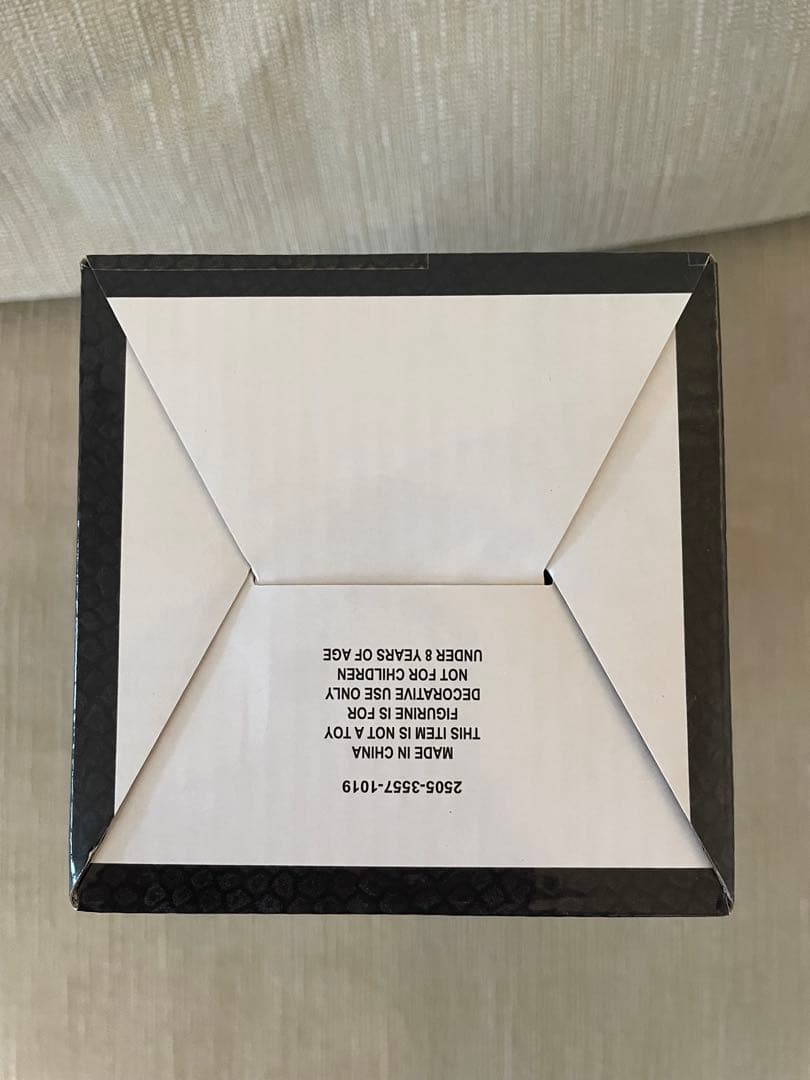 2505-3557-1019
MADE IN CHINA
THIS ITEM IS NOT A TOY
FIGURINE IS FOR
DECORATIVE USE ONLY
NOT FOR CHILDREN
UNDER 8 YEARS OF AGE